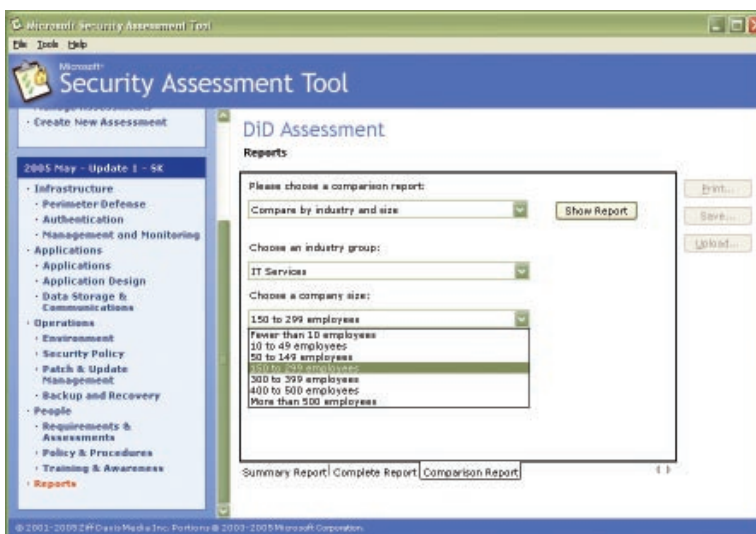 Microsoft Security Assessment Tool
File Tools Help
Microsoft
Security Assessment Tool
Create New Assessment
2005 May - Update 1 - SK
Infrastructure
Perimeter Defense
Authentication
Management and Monitoring
Applications
Applications
Application Design
Data Storage &
Communications
Operations
Environment
Security Policy
Patch & Update
Management
Backup and Recovery
People
Requirements &
Assessments
Policy & Procedures
Training & Awareness
Reports
DiD Assessment
Reports
Please choose a comparison report:
Compare by industry and size
Show Report
Choose an industry group:
IT Services
Choose a company size:
150 to 299 employees
Fewer than 10 employees
10 to 49 employees
50 to 149 employees
150 to 299 employees
300 to 399 employees
400 to 500 employees
More than 500 employees
Summary Report Complete Report Comparison Report
Print...
Save...
Upload...
© 2001-2005 Ziff Davis Media Inc. Portions © 2003-2005 Microsoft Corporation.